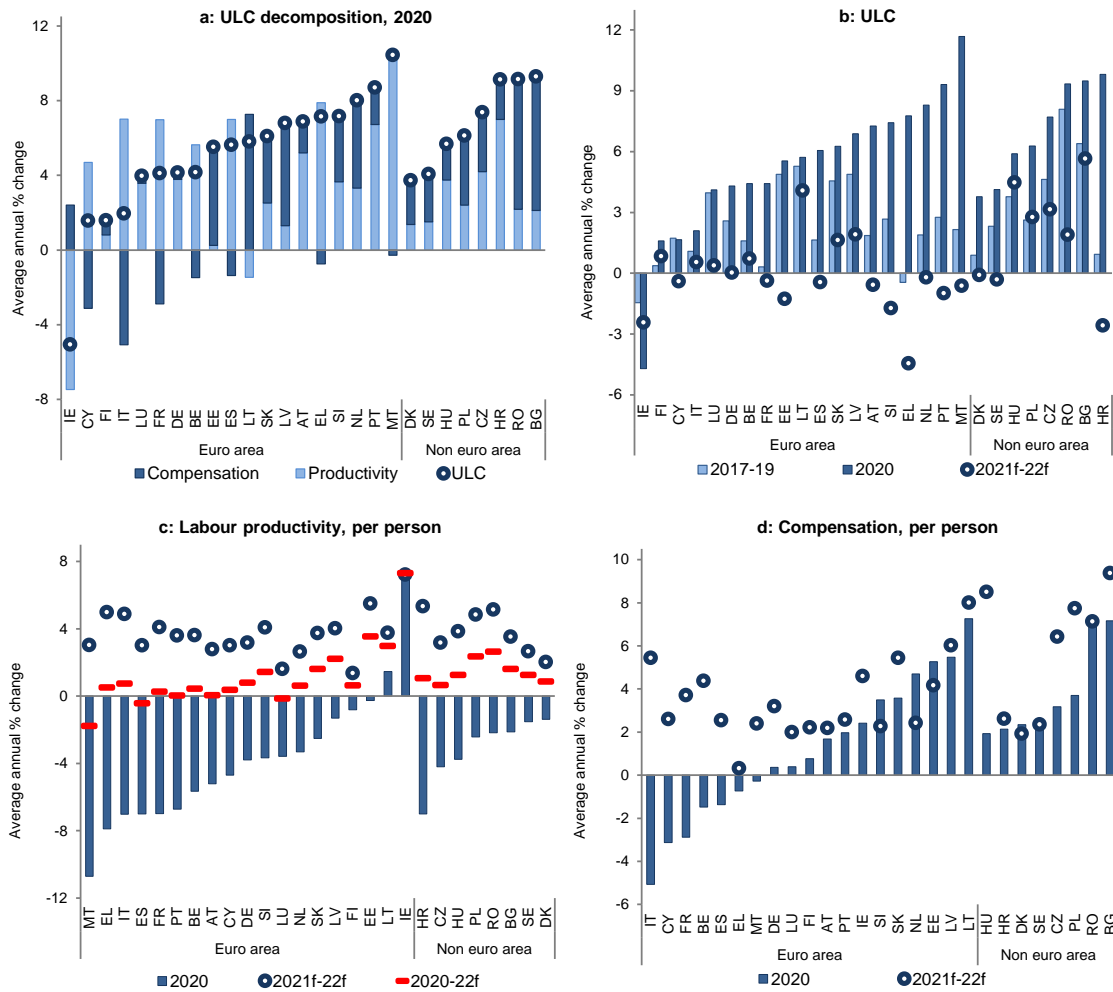 a: ULC decomposition, 2020
Average annual % change
12
8
4
0
-4
-8
IE CY FI IT LU FR DE BE EE ES LT SK LV AT EL SI NL PT MT DK SE HU PL CZ HR RO BG
Euro area Non euro area
Compensation Productivity ULC
b: ULC
Average annual % change
12
9
6
3
0
-3
-6
IE FI CY IT LU DE BE FR EE LT ES SK LV AT SI EL NL PT MT DK SE HU PL CZ RO BG HR
Euro area Non euro area
2017-19 2020 2021f-22f
c: Labour productivity, per person
Average annual % change
8
4
0
-4
-8
-12
MT EL IT ES FR PT BE AT CY DE SI LU NL SK LV FI EE LT IE HR CZ HU PL RO BG SE DK
Euro area Non euro area
2020 2021f-22f 2020-22f
d: Compensation, per person
Average annual % change
10
8
6
4
2
0
-2
-4
-6
IT CY FR BE ES EL MT DE LU FI AT PT IE SI SK NL EE LV LT HU HR DK SE CZ PL RO BG
Euro area Non euro area
2020 2021f-22f